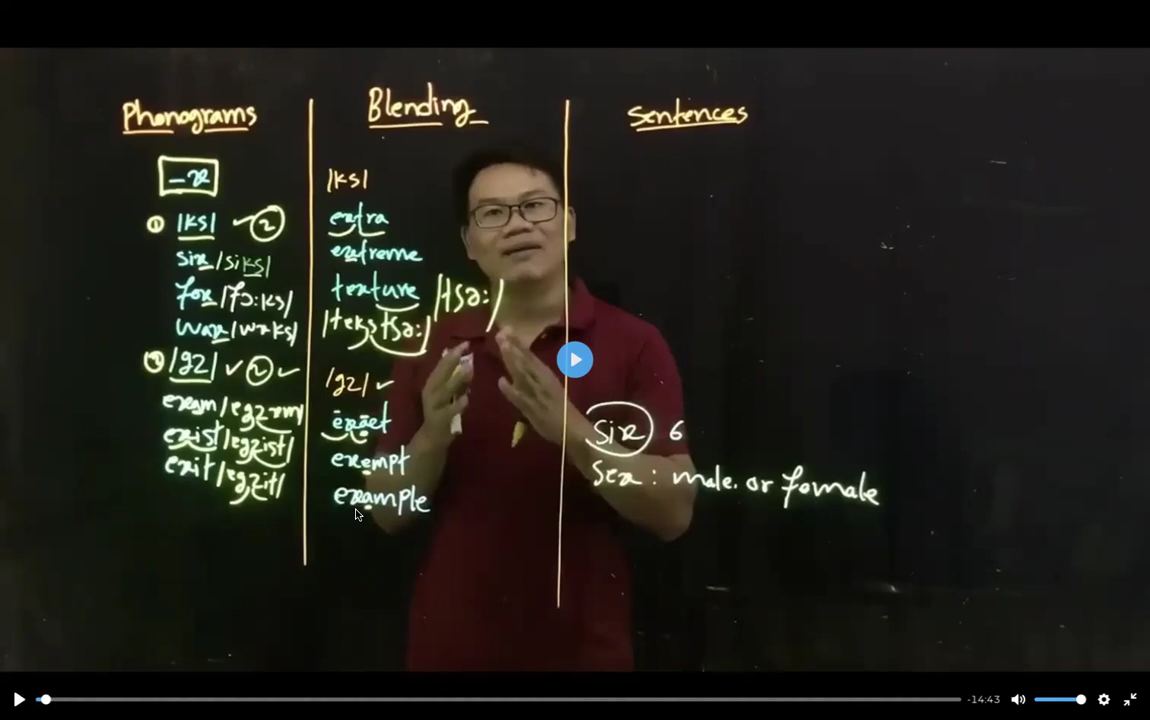 Phonograms
-x
① /ks/ ②
six /siks/
fox /fɔ:ks/
wax /wæks/
② /gz/ ②
exam /egzæm/
exist /egzist/
exit /egzit/
Blending
/ks/
extra
extreme
texture /tsə:/
/tekstsə:/
/gz/
exact
exempt
example
Sentences
six 6
Sex : male. or female
-14:43